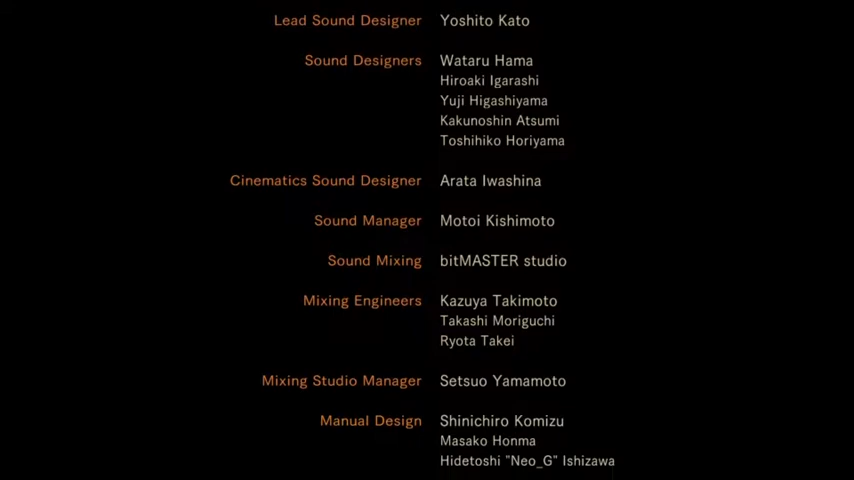 Lead Sound Designer Yoshito Kato
Sound Designers Wataru Hama
Hiroaki Igarashi
Yuji Higashiyama
Kakunoshin Atsumi
Toshihiko Horiyama
Cinematics Sound Designer Arata Iwashina
Sound Manager Motoi Kishimoto
Sound Mixing bitMASTER studio
Mixing Engineers Kazuya Takimoto
Takashi Moriguchi
Ryota Takei
Mixing Studio Manager Setsuo Yamamoto
Manual Design Shinichiro Komizu
Masako Honma
Hidetoshi "Neo_G" Ishizawa